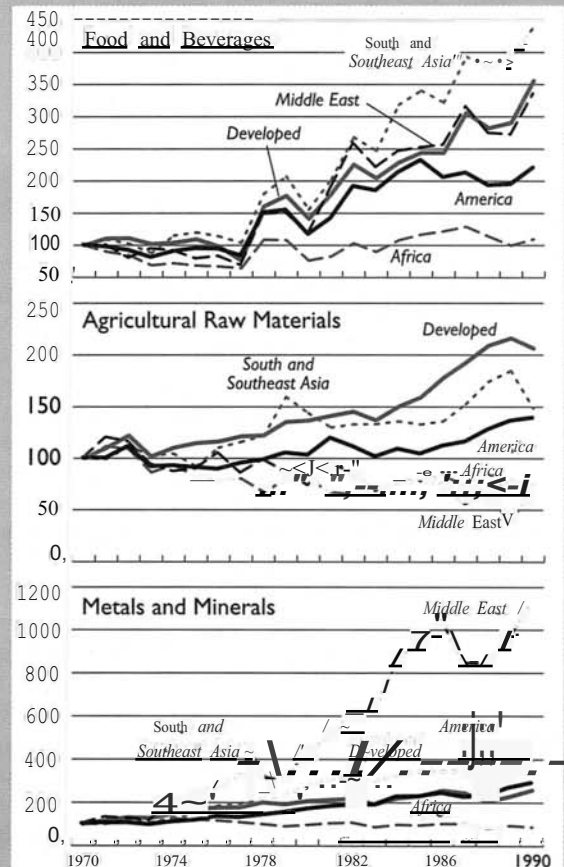 450
400
Food and Beverages
South and
Southeast Asia
350
Middle East
300
Developed
250
200
150
America
100
Africa
50
250
Agricultural Raw Materials
Developed
200
South and
Southeast Asia
150
America
100
Africa
50
Middle East
0
1200
Metals and Minerals
Middle East
1000
800
600
South and
America
400
Southeast Asia
200
Africa
0
1970 1974 1978 1982 1986 1990